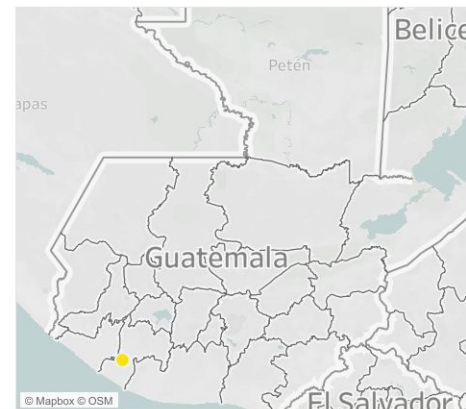 Belice
Petén
apas
Guatemala
El Salvador
© Mapbox © OSM